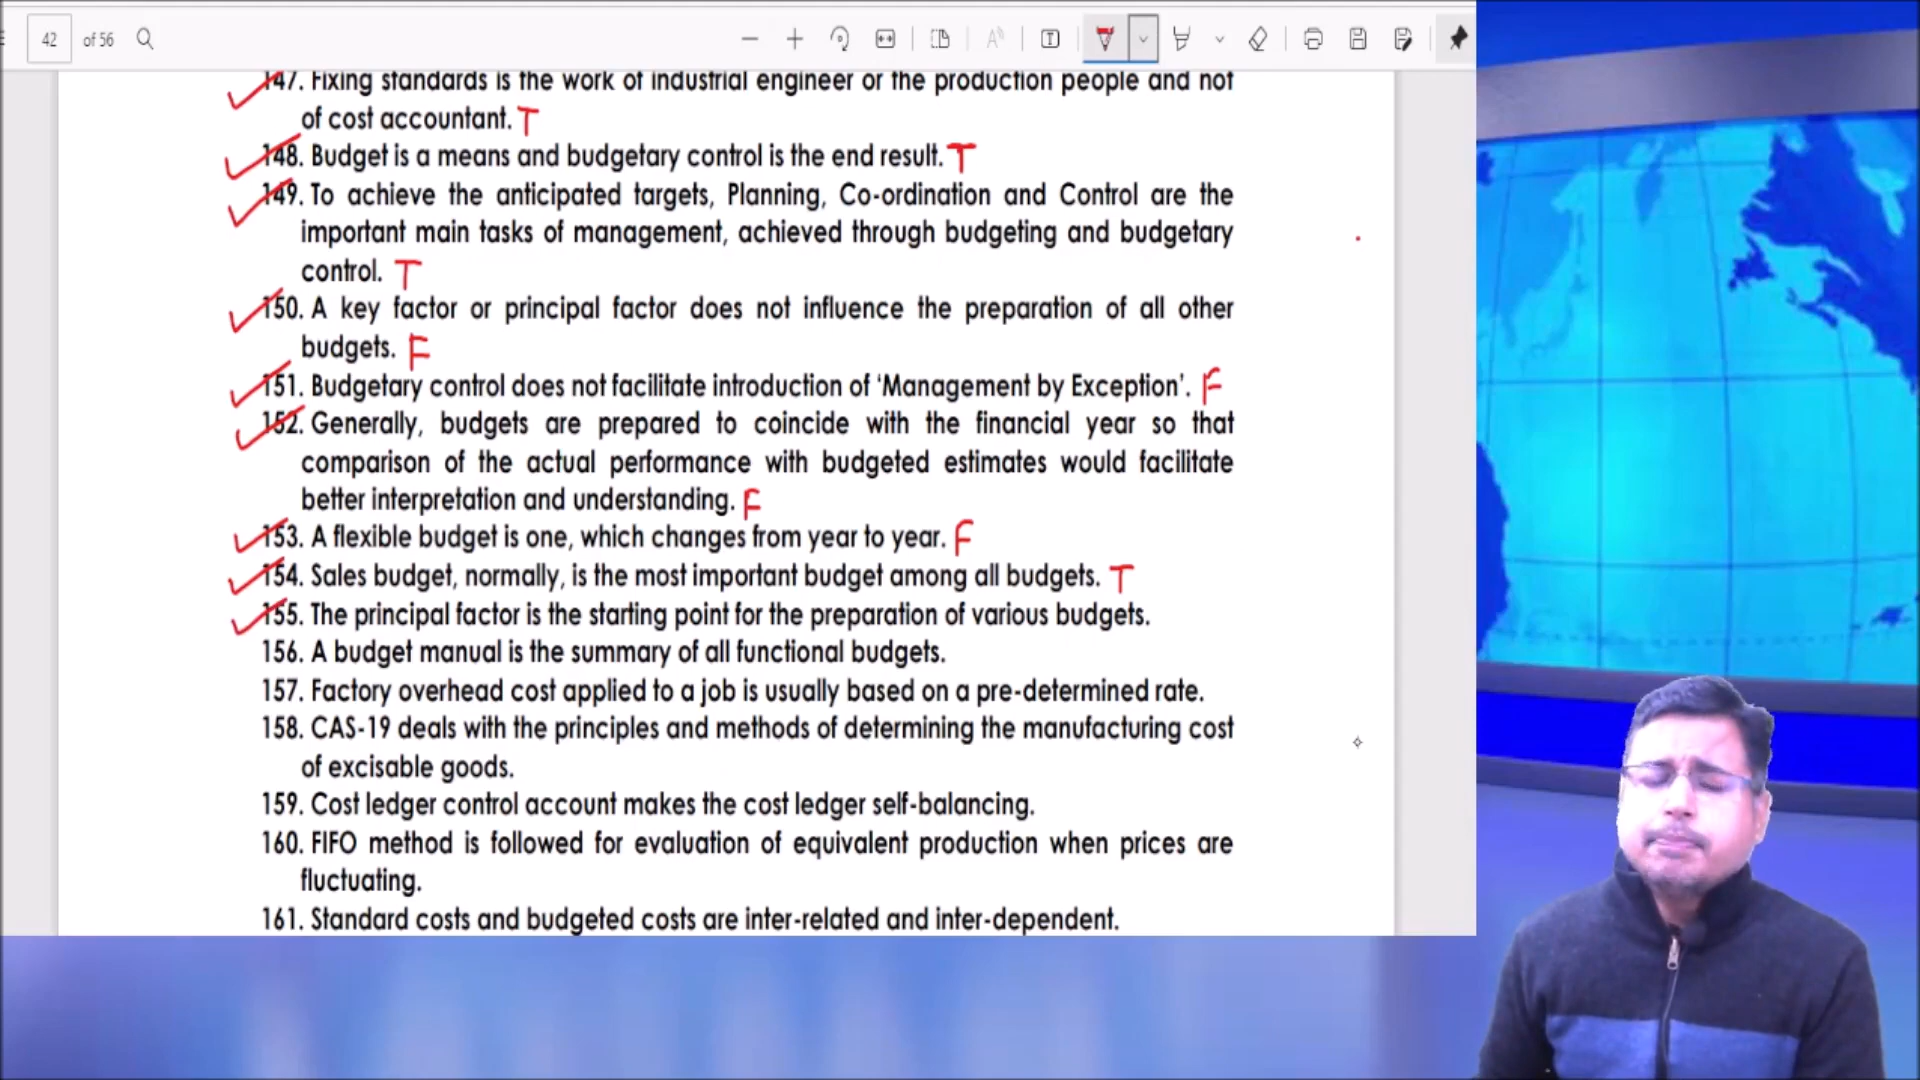 42 of 56
147. Fixing standards is the work of industrial engineer or the production people and not
of cost accountant. T
148. Budget is a means and budgetary control is the end result. T
149. To achieve the anticipated targets, Planning, Co-ordination and Control are the
important main tasks of management, achieved through budgeting and budgetary
control. T
150. A key factor or principal factor does not influence the preparation of all other
budgets. F
151. Budgetary control does not facilitate introduction of ‘Management by Exception’. F
152. Generally, budgets are prepared to coincide with the financial year so that
comparison of the actual performance with budgeted estimates would facilitate
better interpretation and understanding. F
153. A flexible budget is one, which changes from year to year. F
154. Sales budget, normally, is the most important budget among all budgets. T
155. The principal factor is the starting point for the preparation of various budgets.
156. A budget manual is the summary of all functional budgets.
157. Factory overhead cost applied to a job is usually based on a pre-determined rate.
158. CAS-19 deals with the principles and methods of determining the manufacturing cost
of excisable goods.
159. Cost ledger control account makes the cost ledger self-balancing.
160. FIFO method is followed for evaluation of equivalent production when prices are
fluctuating.
161. Standard costs and budgeted costs are inter-related and inter-dependent.